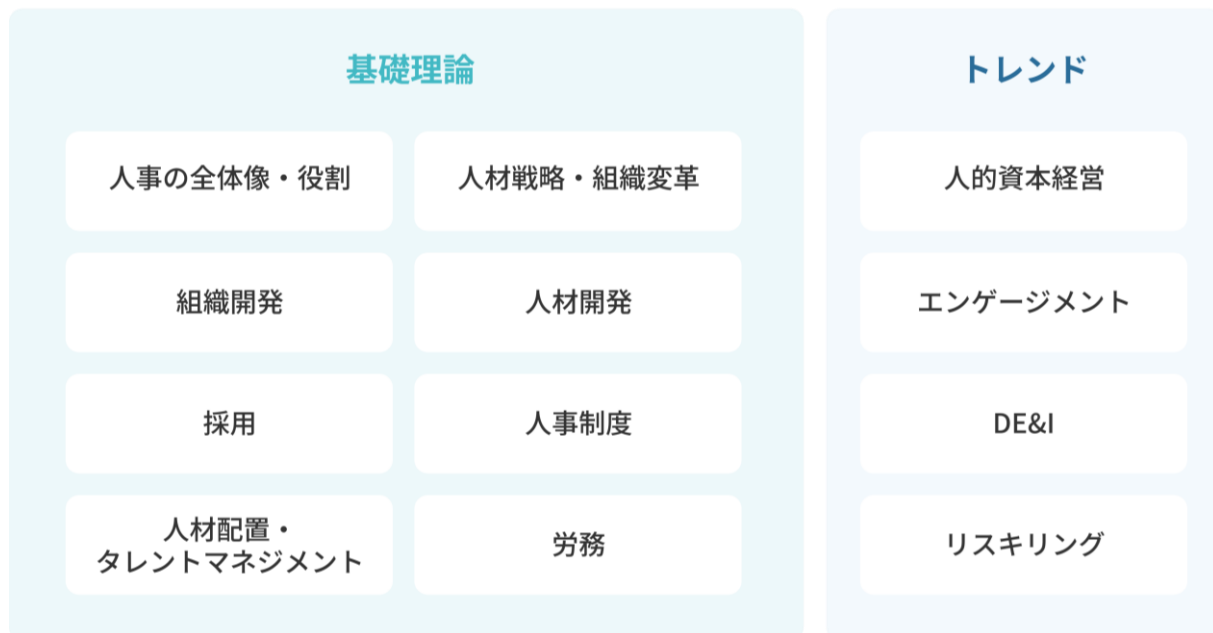 基礎理論
人事の全体像・役割
人材戦略・組織変革
組織開発
人材開発
採用
人事制度
人材配置・
タレントマネジメント
労務
トレンド
人的資本経営
エンゲージメント
DE&I
リスキリング